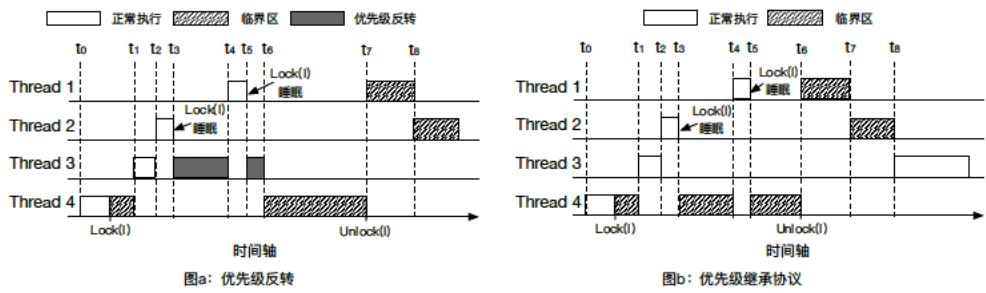 正常执行 临界区 优先级反转
t0 t1 t2 t3 t4 t5 t6 t7 t8
Thread 1
Lock(l)
睡眠
Thread 2
Lock(l)
睡眠
Thread 3
Thread 4
Lock(l) Unlock(l)
时间轴
图a：优先级反转
正常执行 临界区
t0 t1 t2 t3 t4 t5 t6 t7 t8
Thread 1
Lock(l)
睡眠
Thread 2
Lock(l)
睡眠
Thread 3
Thread 4
Lock(l) Unlock(l)
时间轴
图b：优先级继承协议